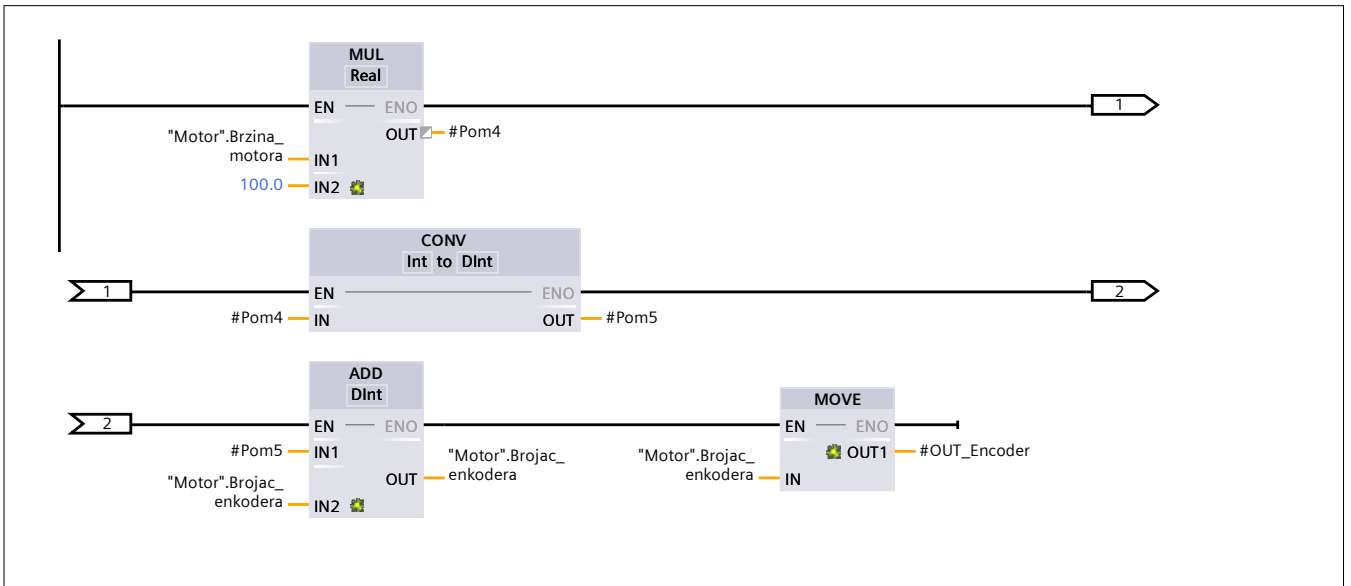 MUL
Real
EN
ENO
1
OUT
#Pom4
"Motor".Brzina_
motora
IN1
100.0
IN2
CONV
Int to DInt
1
EN
ENO
2
#Pom4
IN
OUT
#Pom5
ADD
DInt
MOVE
2
EN
ENO
EN
ENO
#Pom5
IN1
OUT1
#OUT_Encoder
"Motor".Brojac_
enkodera
IN2
OUT
"Motor".Brojac_
enkodera
"Motor".Brojac_
enkodera
IN